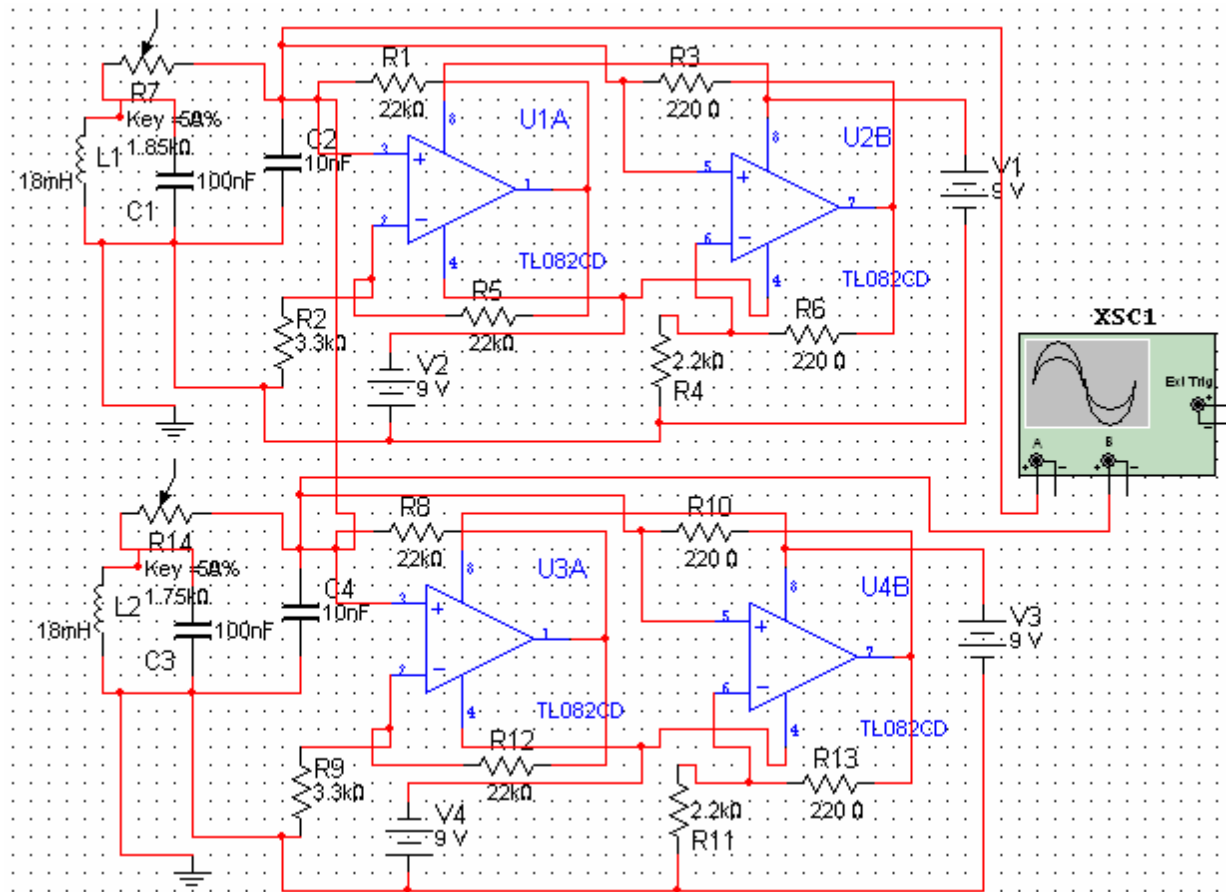 R1
22kΩ
R3
220 Ω
R7
1.85kΩ
L1
18mH
C1
100nF
C2
10nF
U1A
8
3
2
1
4
TL082CD
U2B
8
5
6
7
4
TL082CD
V1
9 V
R5
22kΩ
R6
220 Ω
R2
3.3kΩ
V2
9 V
2.2kΩ
R4
XSC1
Ext Trig
+
−
A
B
+
−
+
−
R8
22kΩ
R10
220 Ω
R14
1.75kΩ
L2
18mH
C3
100nF
C4
10nF
U3A
8
3
2
1
4
TL082CD
U4B
8
5
6
7
4
TL082CD
V3
9 V
R12
22kΩ
R13
220 Ω
R9
3.3kΩ
V4
9 V
2.2kΩ
R11